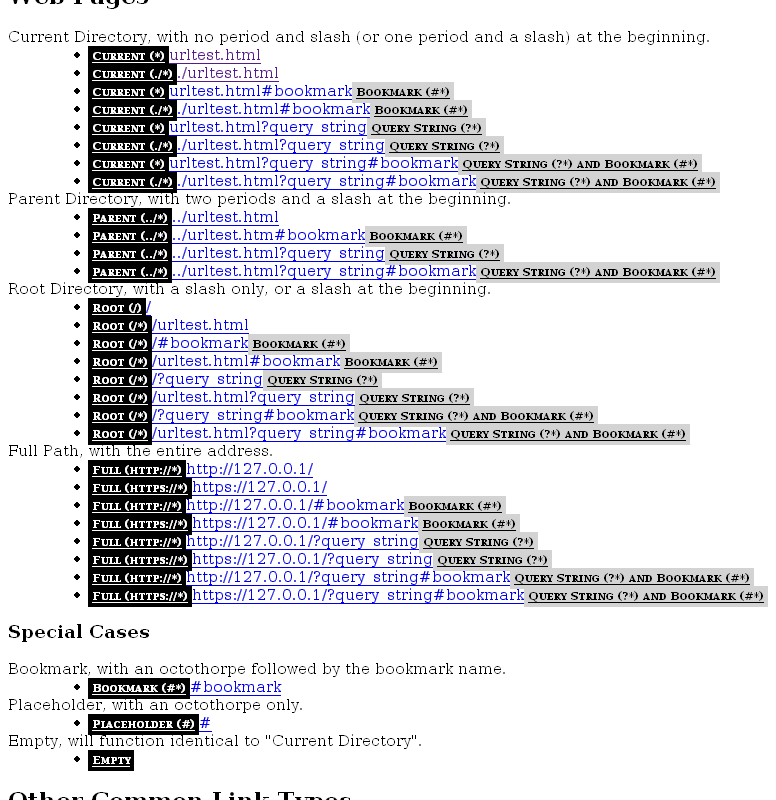 Web Pages
Current Directory, with no period and slash (or one period and a slash) at the beginning.
Current (*) urltest.html
Current (./*) ./urltest.html
Current (*) urltest.html#bookmark Bookmark (#*)
Current (./*) ./urltest.html#bookmark Bookmark (#*)
Current (*) urltest.html?query_string Query String (?*)
Current (./*) ./urltest.html?query_string Query String (?*)
Current (*) urltest.html?query_string#bookmark Query String (?*) and Bookmark (#*)
Current (./*) ./urltest.html?query_string#bookmark Query String (?*) and Bookmark (#*)
Parent Directory, with two periods and a slash at the beginning.
Parent (../*) ../urltest.html
Parent (../*) ../urltest.htm#bookmark Bookmark (#*)
Parent (../*) ../urltest.html?query_string Query String (?*)
Parent (../*) ../urltest.html?query_string#bookmark Query String (?*) and Bookmark (#*)
Root Directory, with a slash only, or a slash at the beginning.
Root (/) /
Root (/*) /urltest.html
Root (/*) /#bookmark Bookmark (#*)
Root (/*) /urltest.html#bookmark Bookmark (#*)
Root (/*) /?query_string Query String (?*)
Root (/*) /urltest.html?query_string Query String (?*)
Root (/*) /?query_string#bookmark Query String (?*) and Bookmark (#*)
Root (/*) /urltest.html?query_string#bookmark Query String (?*) and Bookmark (#*)
Full Path, with the entire address.
Full (http://*) http://127.0.0.1/
Full (https://*) https://127.0.0.1/
Full (http://*) http://127.0.0.1/#bookmark Bookmark (#*)
Full (https://*) https://127.0.0.1/#bookmark Bookmark (#*)
Full (http://*) http://127.0.0.1/?query_string Query String (?*)
Full (https://*) https://127.0.0.1/?query_string Query String (?*)
Full (http://*) http://127.0.0.1/?query_string#bookmark Query String (?*) and Bookmark (#*)
Full (https://*) https://127.0.0.1/?query_string#bookmark Query String (?*) and Bookmark (#*)
Special Cases
Bookmark, with an octothorpe followed by the bookmark name.
Bookmark (#*) #bookmark
Placeholder, with an octothorpe only.
Placeholder (#) #
Empty, will function identical to "Current Directory".
Empty
Other Common Link Types